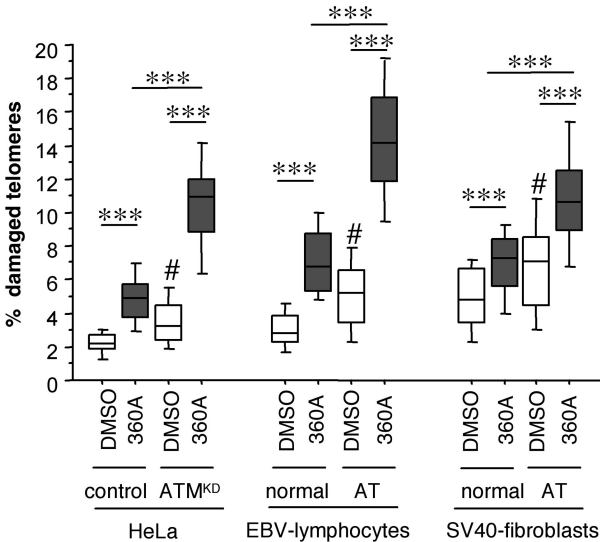 % damaged telomeres
20
18
16
14
12
10
8
6
4
2
0
*** *** *** # *** *** *** # *** *** *** #
DMSO 360A DMSO 360A DMSO 360A DMSO 360A DMSO 360A DMSO 360A
control ATMKD normal AT normal AT
HeLa EBV-lymphocytes SV40-fibroblasts